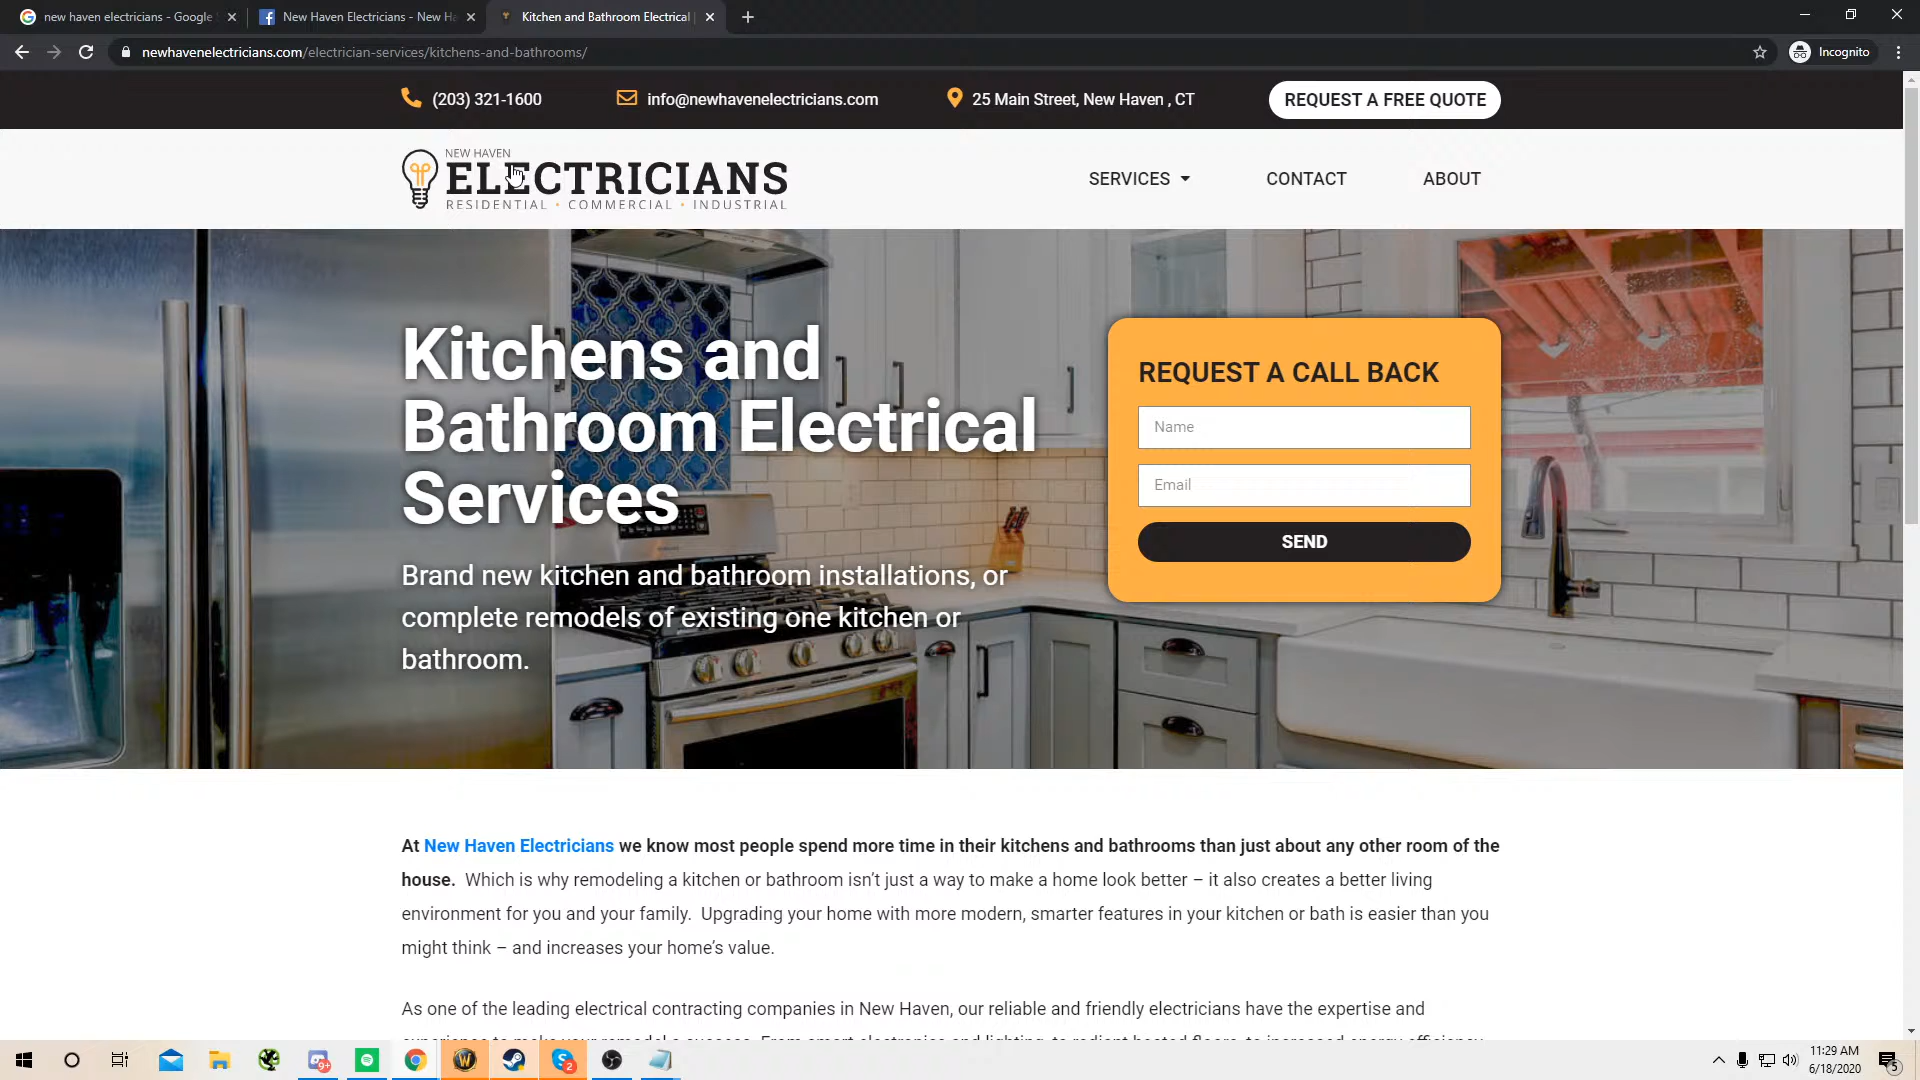 new haven electricians - Google
New Haven Electricians - New Ha
Kitchen and Bathroom Electrical
newhavenelectricians.com/electrician-services/kitchens-and-bathrooms/
Incognito
(203) 321-1600
info@newhavenelectricians.com
25 Main Street, New Haven , CT
REQUEST A FREE QUOTE
NEW HAVEN
ELECTRICIANS
RESIDENTIAL • COMMERCIAL • INDUSTRIAL
SERVICES
CONTACT
ABOUT
Kitchens and
Bathroom Electrical
Services
Brand new kitchen and bathroom installations, or
complete remodels of existing one kitchen or
bathroom.
REQUEST A CALL BACK
Name
Email
SEND
At New Haven Electricians we know most people spend more time in their kitchens and bathrooms than just about any other room of the
house. Which is why remodeling a kitchen or bathroom isn’t just a way to make a home look better – it also creates a better living
environment for you and your family. Upgrading your home with more modern, smarter features in your kitchen or bath is easier than you
might think – and increases your home’s value.
As one of the leading electrical contracting companies in New Haven, our reliable and friendly electricians have the expertise and
9+
2
11:29 AM
6/18/2020
5